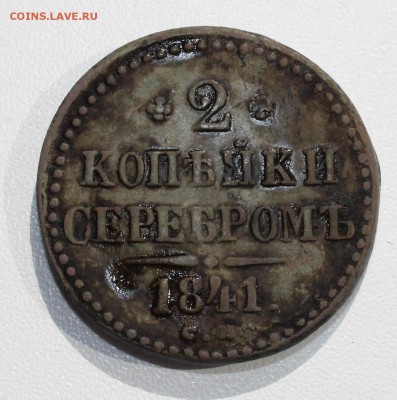 COINS.LAVE.RU
2
КОПѢЙКИ
СЕРЕБРОМЪ
1841